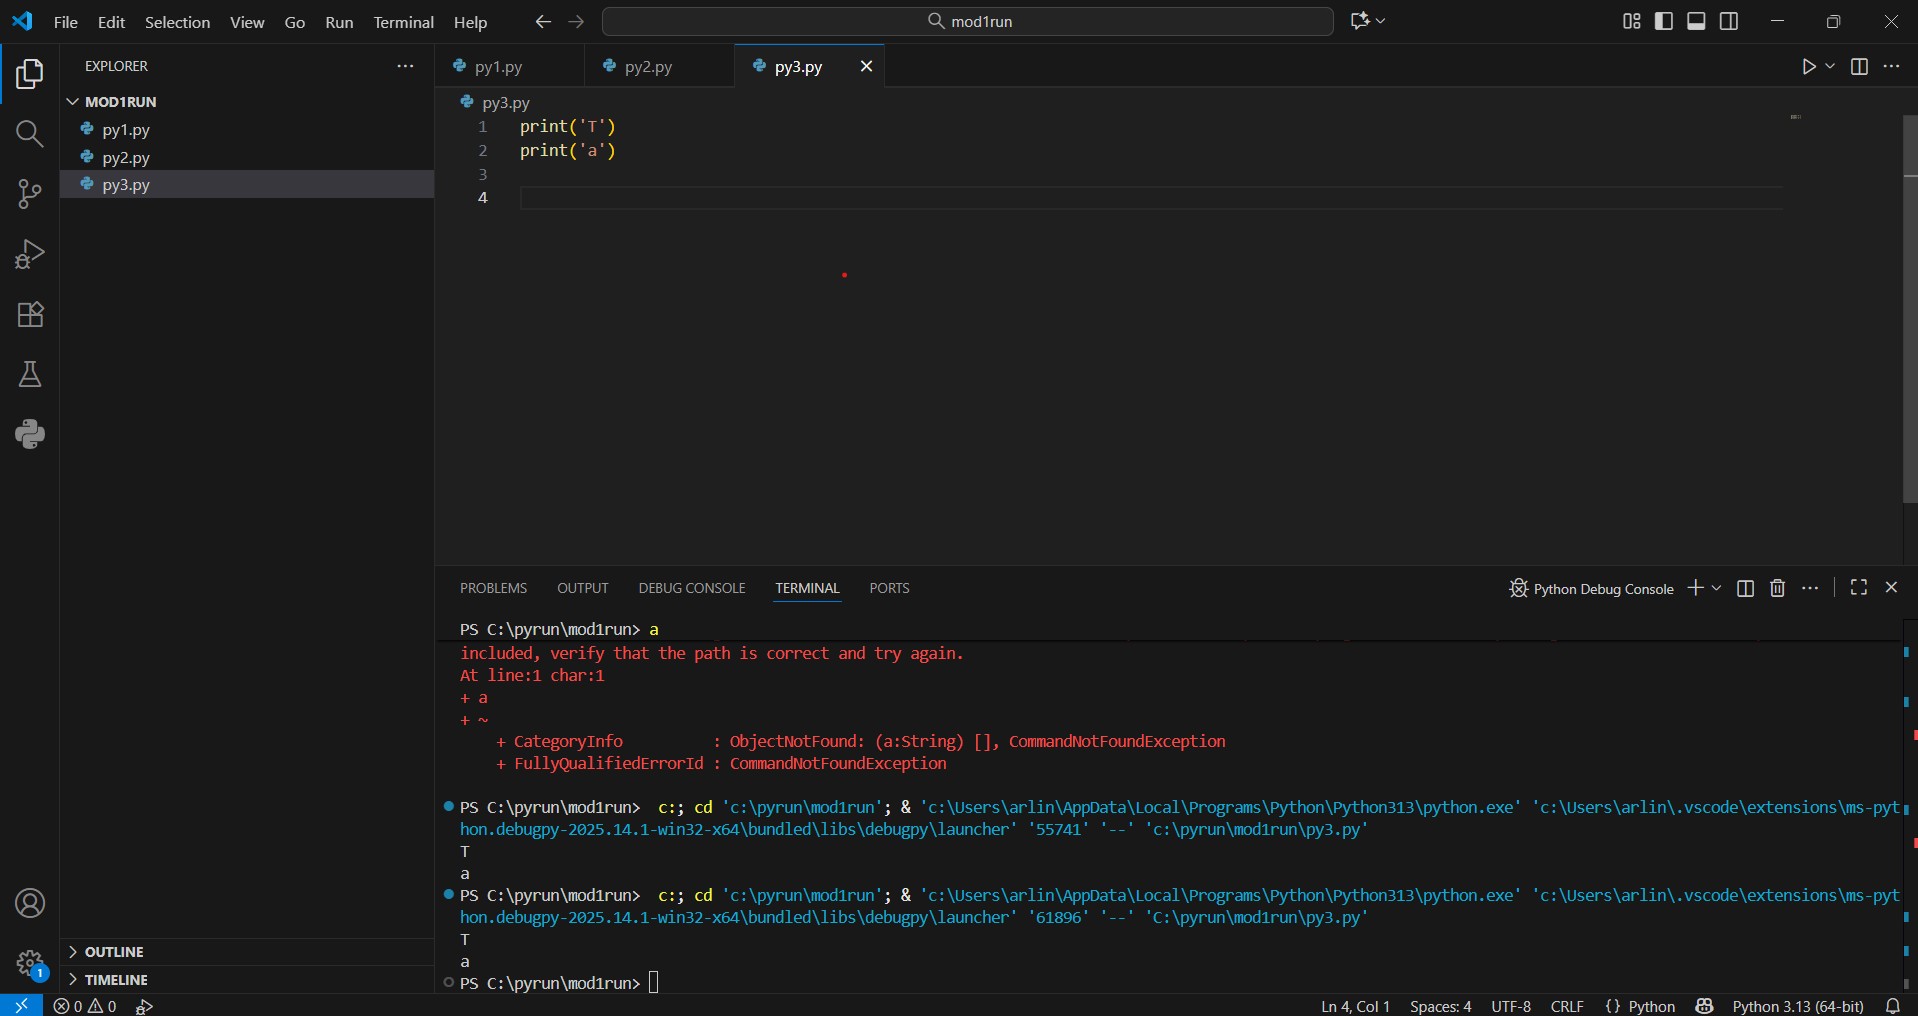 File Edit Selection View Go Run Terminal Help
mod1run
EXPLORER
MOD1RUN
py1.py
py2.py
py3.py
py1.py py2.py py3.py
py3.py
1 print('T')
2 print('a')
3
4
PROBLEMS OUTPUT DEBUG CONSOLE TERMINAL PORTS
Python Debug Console
PS C:\pyrun\mod1run> a
included, verify that the path is correct and try again.
At line:1 char:1
+ a
+ ~
+ CategoryInfo : ObjectNotFound: (a:String) [], CommandNotFoundException
+ FullyQualifiedErrorId : CommandNotFoundException
PS C:\pyrun\mod1run> c:; cd 'c:\pyrun\mod1run'; & 'c:\Users\arlin\AppData\Local\Programs\Python\Python313\python.exe' 'c:\Users\arlin\.vscode\extensions\ms-pyt
hon.debugpy-2025.14.1-win32-x64\bundled\libs\debugpy\launcher' '55741' '--' 'c:\pyrun\mod1run\py3.py'
T
a
PS C:\pyrun\mod1run> c:; cd 'c:\pyrun\mod1run'; & 'c:\Users\arlin\AppData\Local\Programs\Python\Python313\python.exe' 'c:\Users\arlin\.vscode\extensions\ms-pyt
hon.debugpy-2025.14.1-win32-x64\bundled\libs\debugpy\launcher' '61896' '--' 'C:\pyrun\mod1run\py3.py'
T
a
PS C:\pyrun\mod1run>
OUTLINE
TIMELINE
1
0 0
Ln 4, Col 1 Spaces: 4 UTF-8 CRLF {} Python Python 3.13 (64-bit)